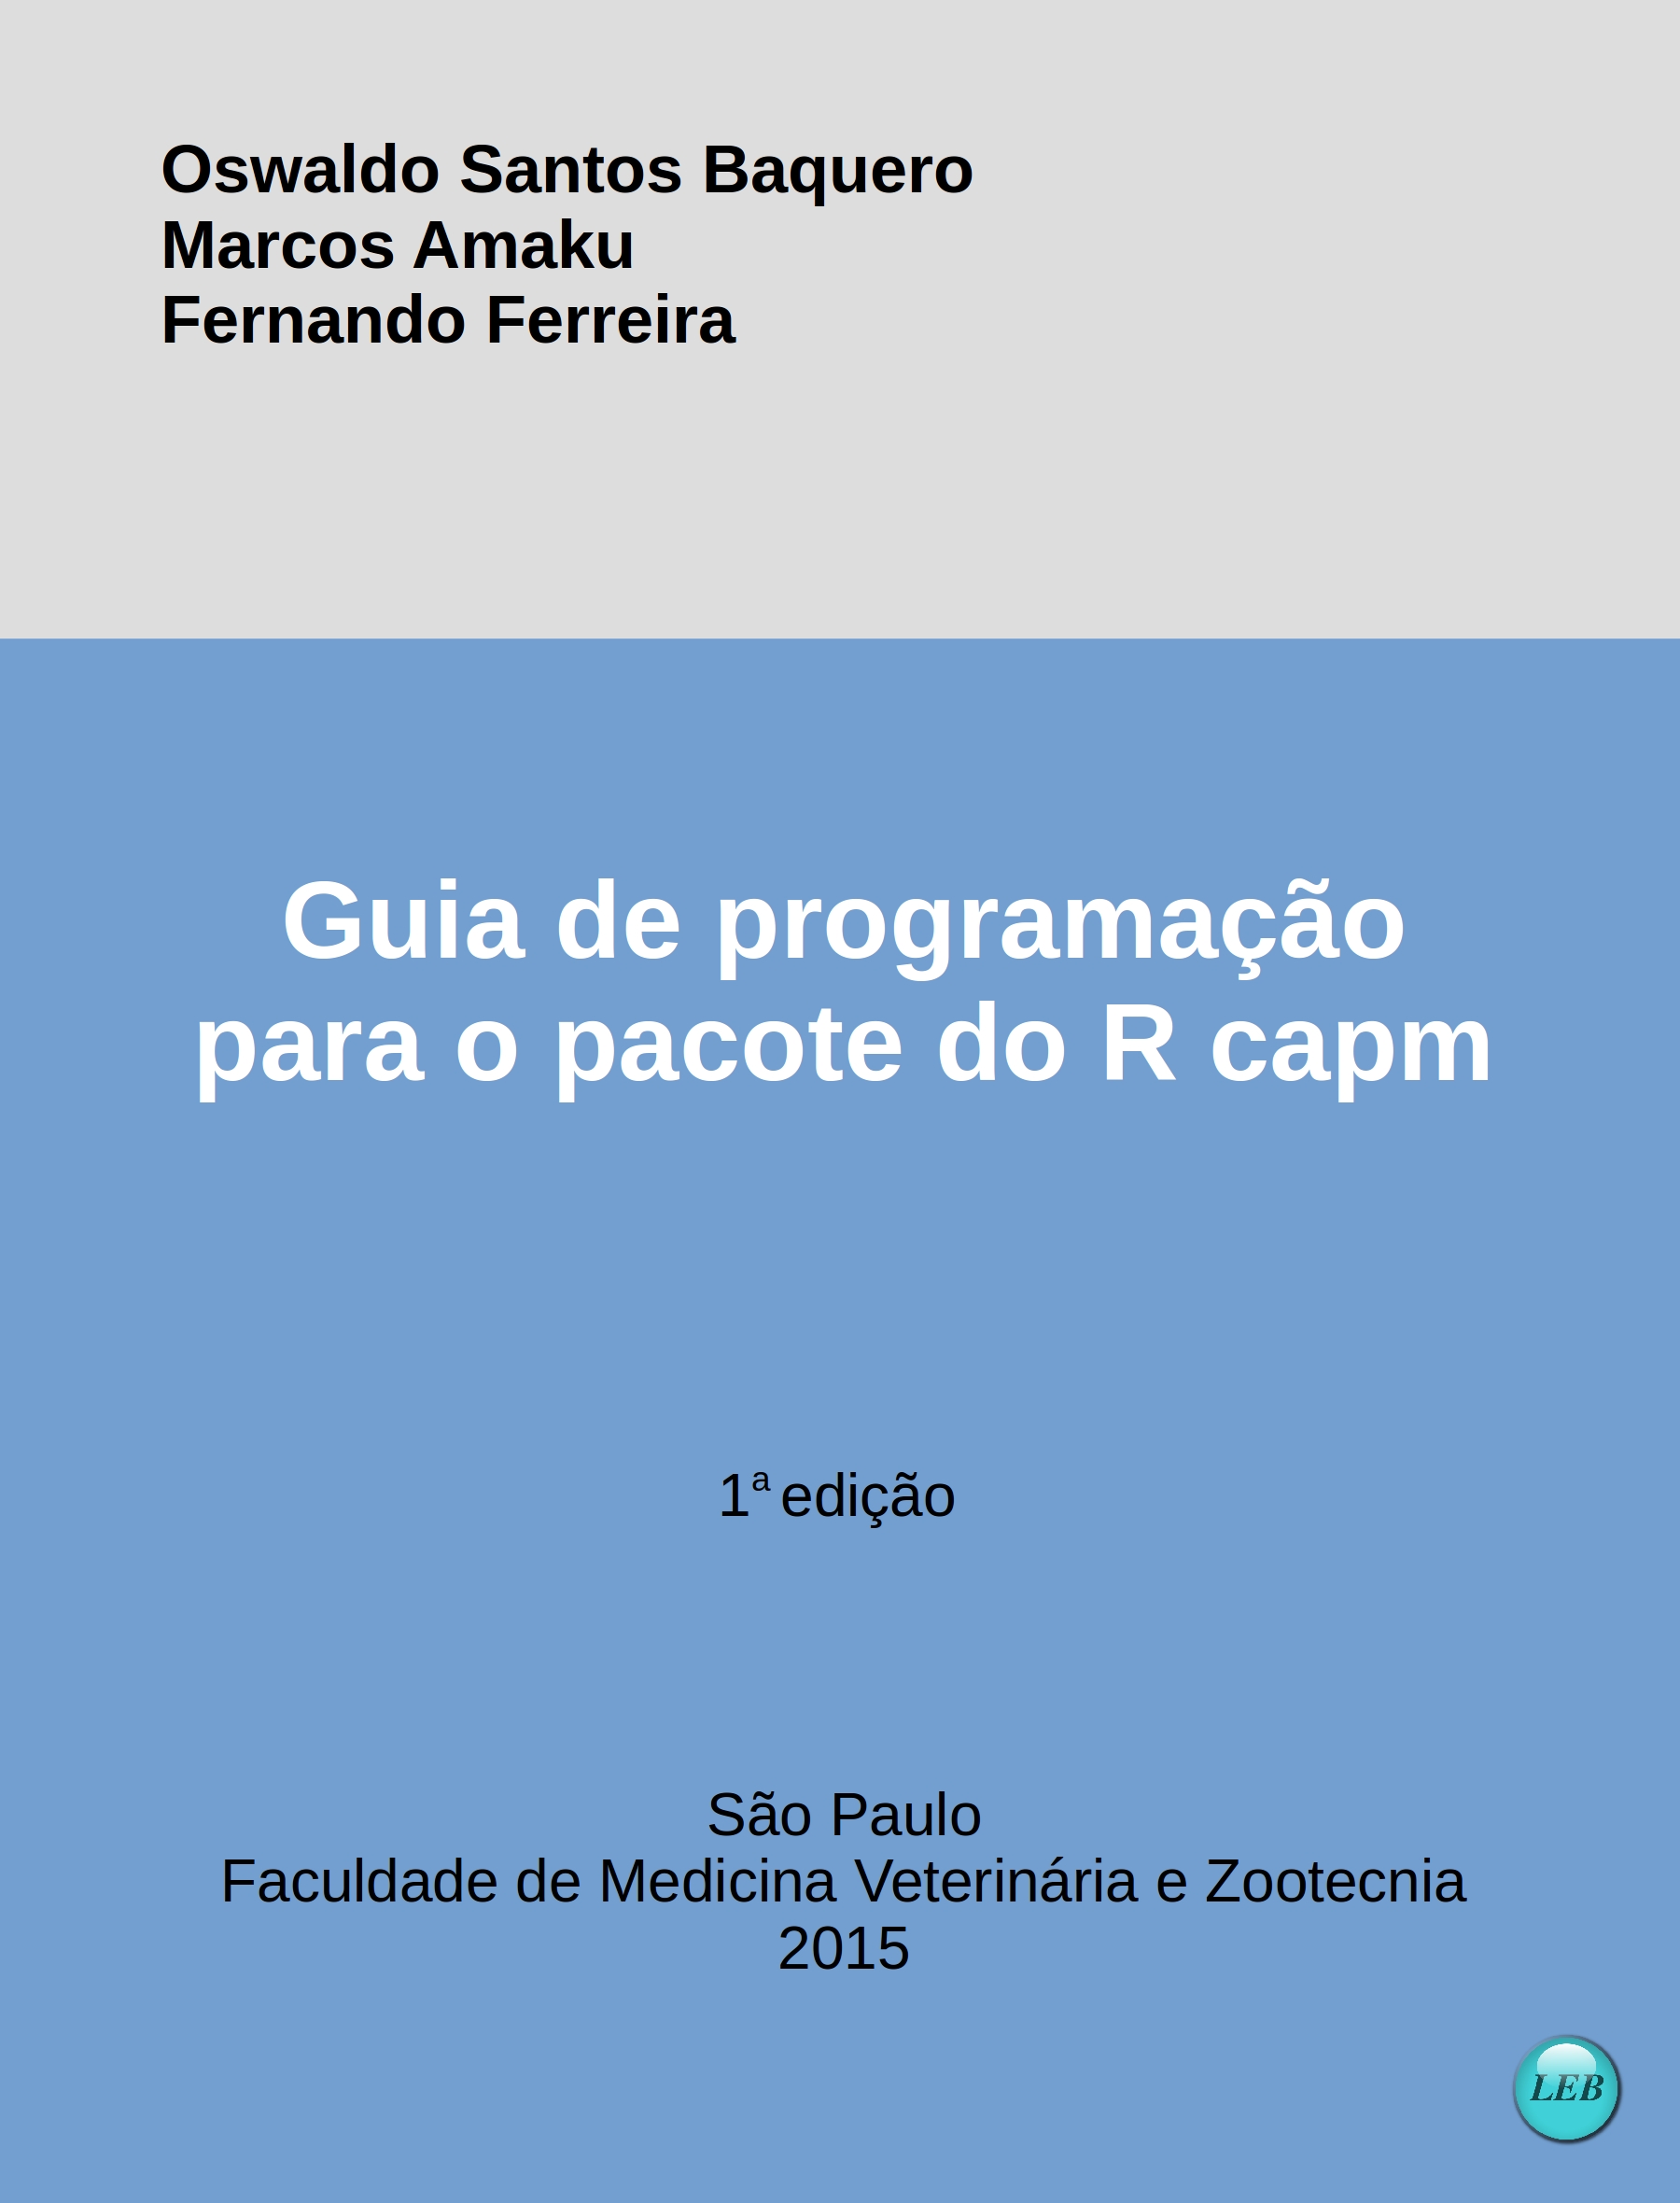 Oswaldo Santos Baquero
Marcos Amaku
Fernando Ferreira
Guia de programação
para o pacote do R capm
1ª edição
São Paulo
Faculdade de Medicina Veterinária e Zootecnia
2015
LEB